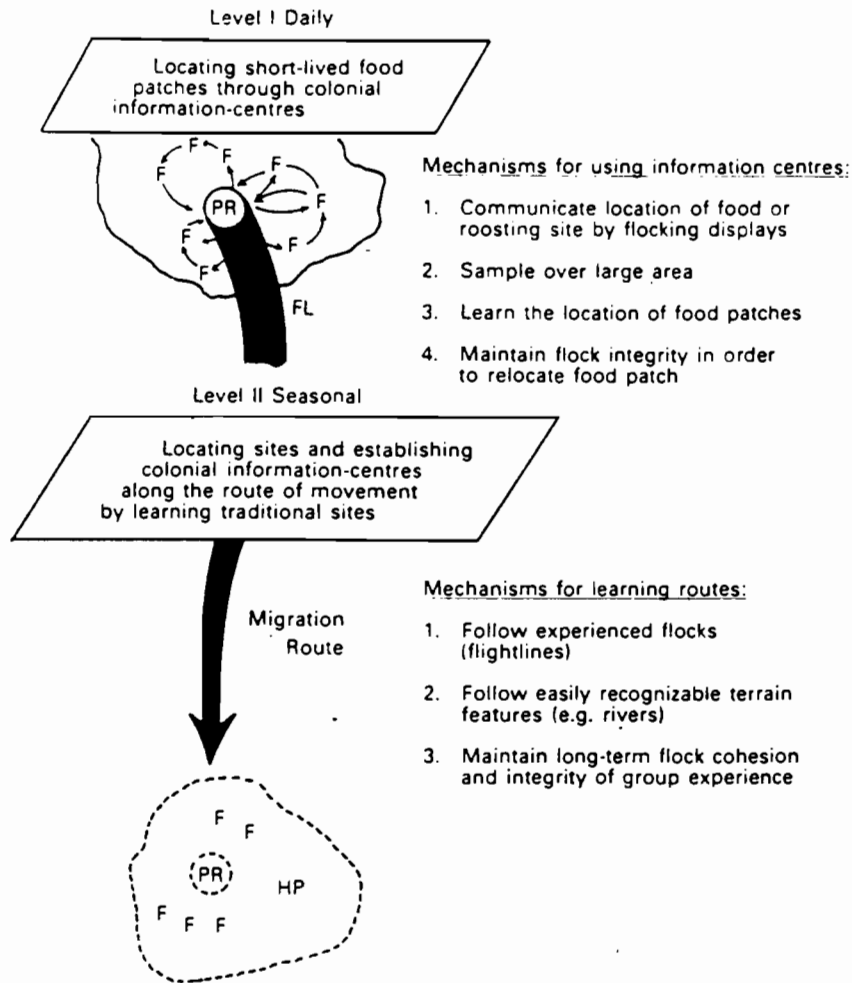 Level I Daily
Locating short-lived food
patches through colonial
information-centres
F
F
F
F
F
F
F
F
PR
FL
Mechanisms for using information centres:
1. Communicate location of food or
roosting site by flocking displays
2. Sample over large area
3. Learn the location of food patches
4. Maintain flock integrity in order
to relocate food patch
Level II Seasonal
Locating sites and establishing
colonial information-centres
along the route of movement
by learning traditional sites
Migration
Route
Mechanisms for learning routes:
1. Follow experienced flocks
(flightlines)
2. Follow easily recognizable terrain
features (e.g. rivers)
3. Maintain long-term flock cohesion
and integrity of group experience
F
F
PR
HP
F
F
F